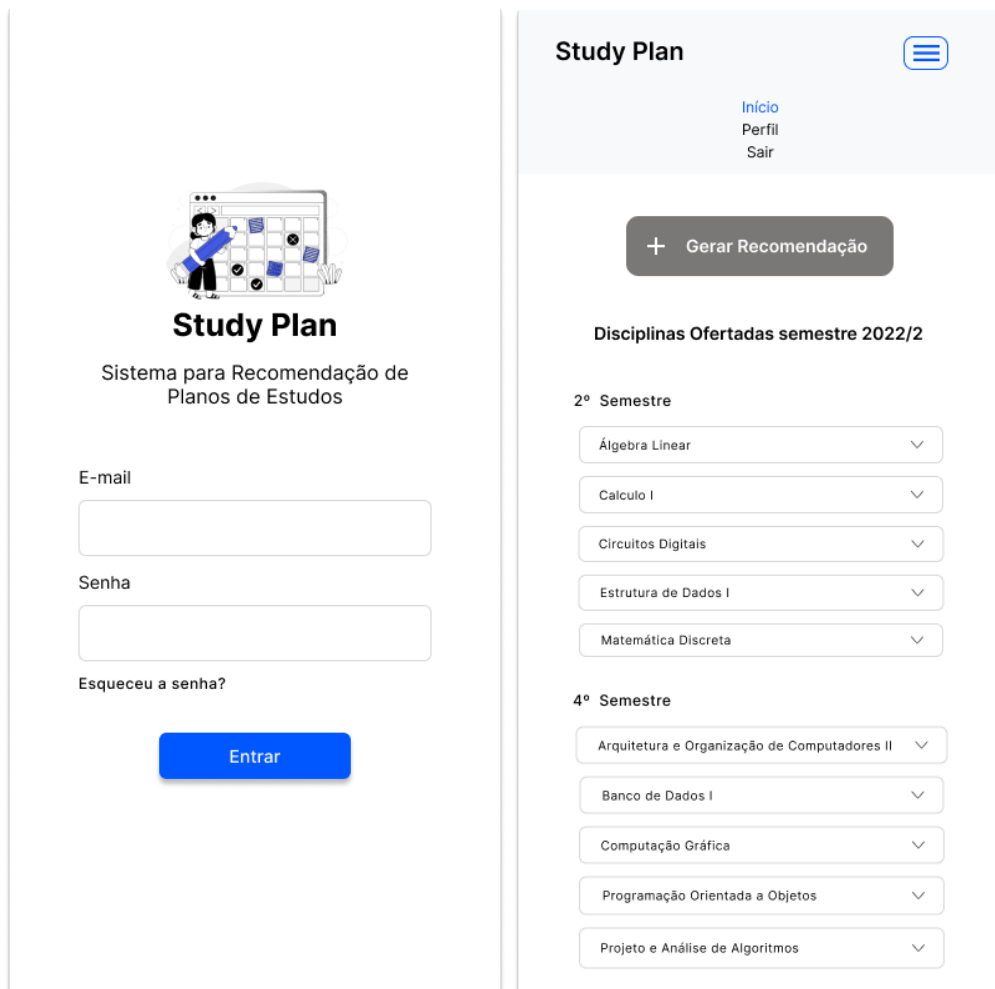 Study Plan
Sistema para Recomendação de
Planos de Estudos
E-mail
Senha
Esqueceu a senha?
Entrar
Study Plan
Início
Perfil
Sair
+ Gerar Recomendação
Disciplinas Ofertadas semestre 2022/2
2º Semestre
Álgebra Linear
Calculo I
Circuitos Digitais
Estrutura de Dados I
Matemática Discreta
4º Semestre
Arquitetura e Organização de Computadores II
Banco de Dados I
Computação Gráfica
Programação Orientada a Objetos
Projeto e Análise de Algoritmos